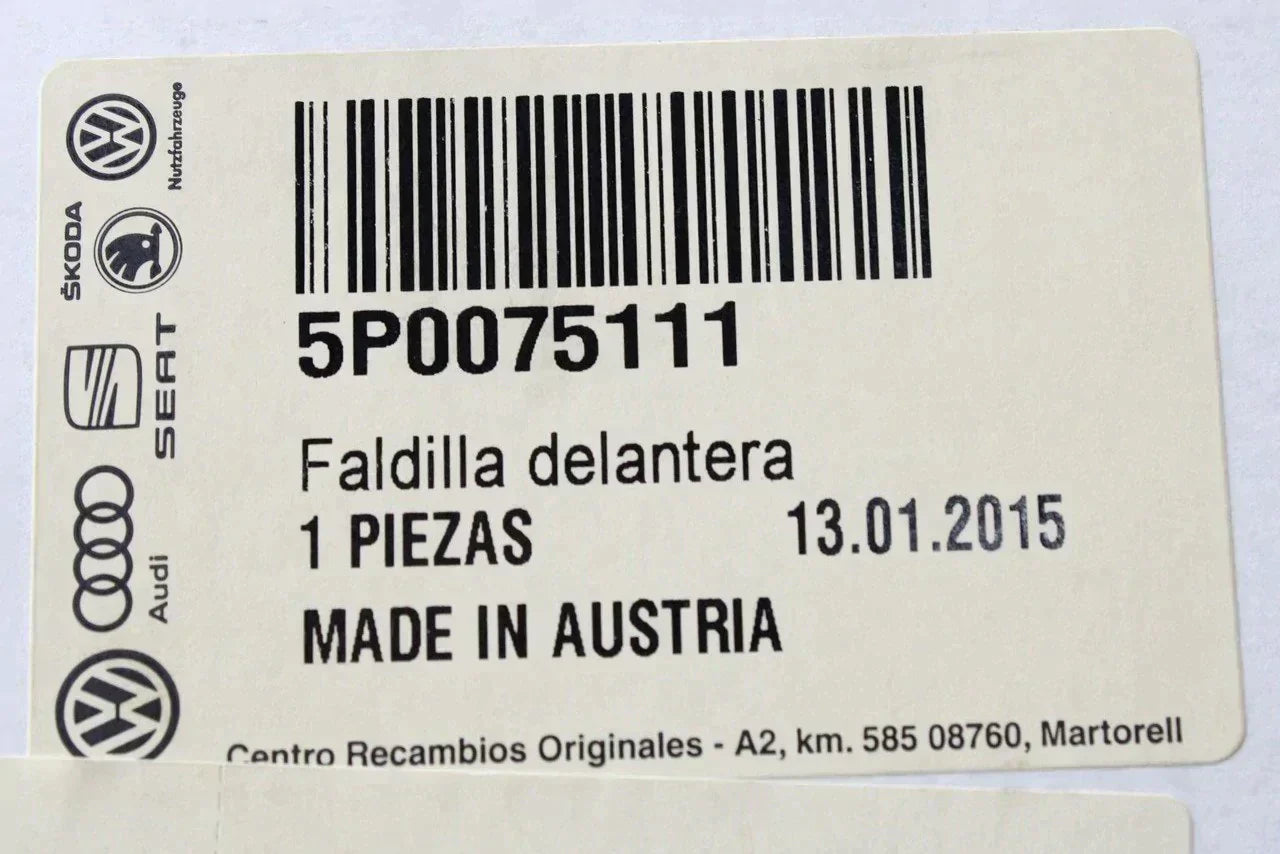 Nutzfahrzeuge
ŠKODA
SEAT
Audi
5P0075111
Faldilla delantera
1 PIEZAS 13.01.2015
MADE IN AUSTRIA
Centro Recambios Originales - A2, km. 585 08760, Martorell